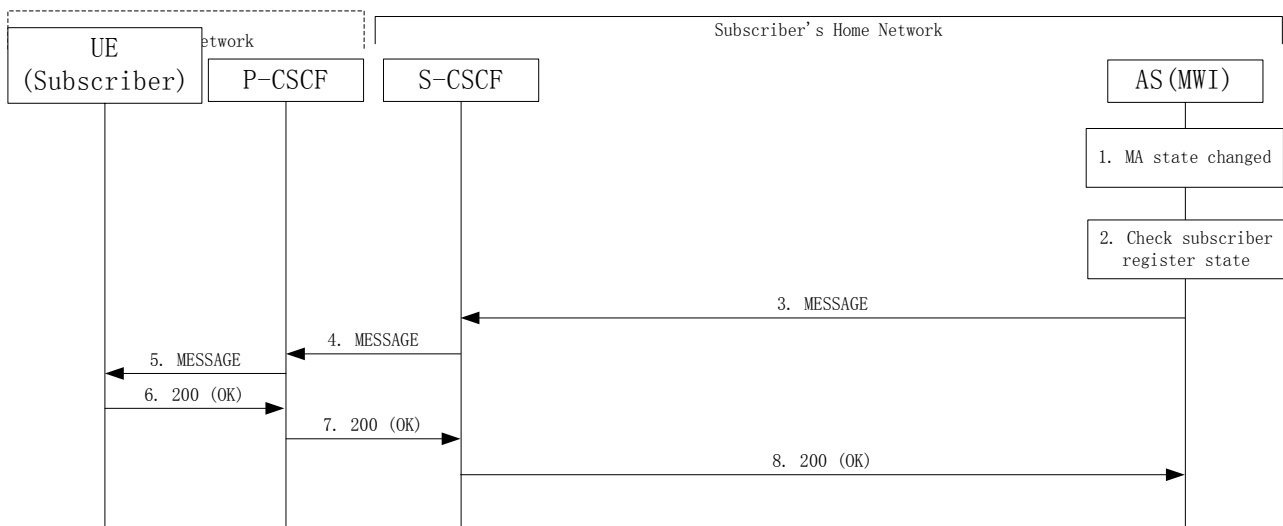 Subscriber's Home Network
UE
(Subscriber)
P-CSCF
S-CSCF
AS(MWI)
1. MA state changed
2. Check subscriber
register state
3. MESSAGE
4. MESSAGE
5. MESSAGE
6. 200 (OK)
7. 200 (OK)
8. 200 (OK)